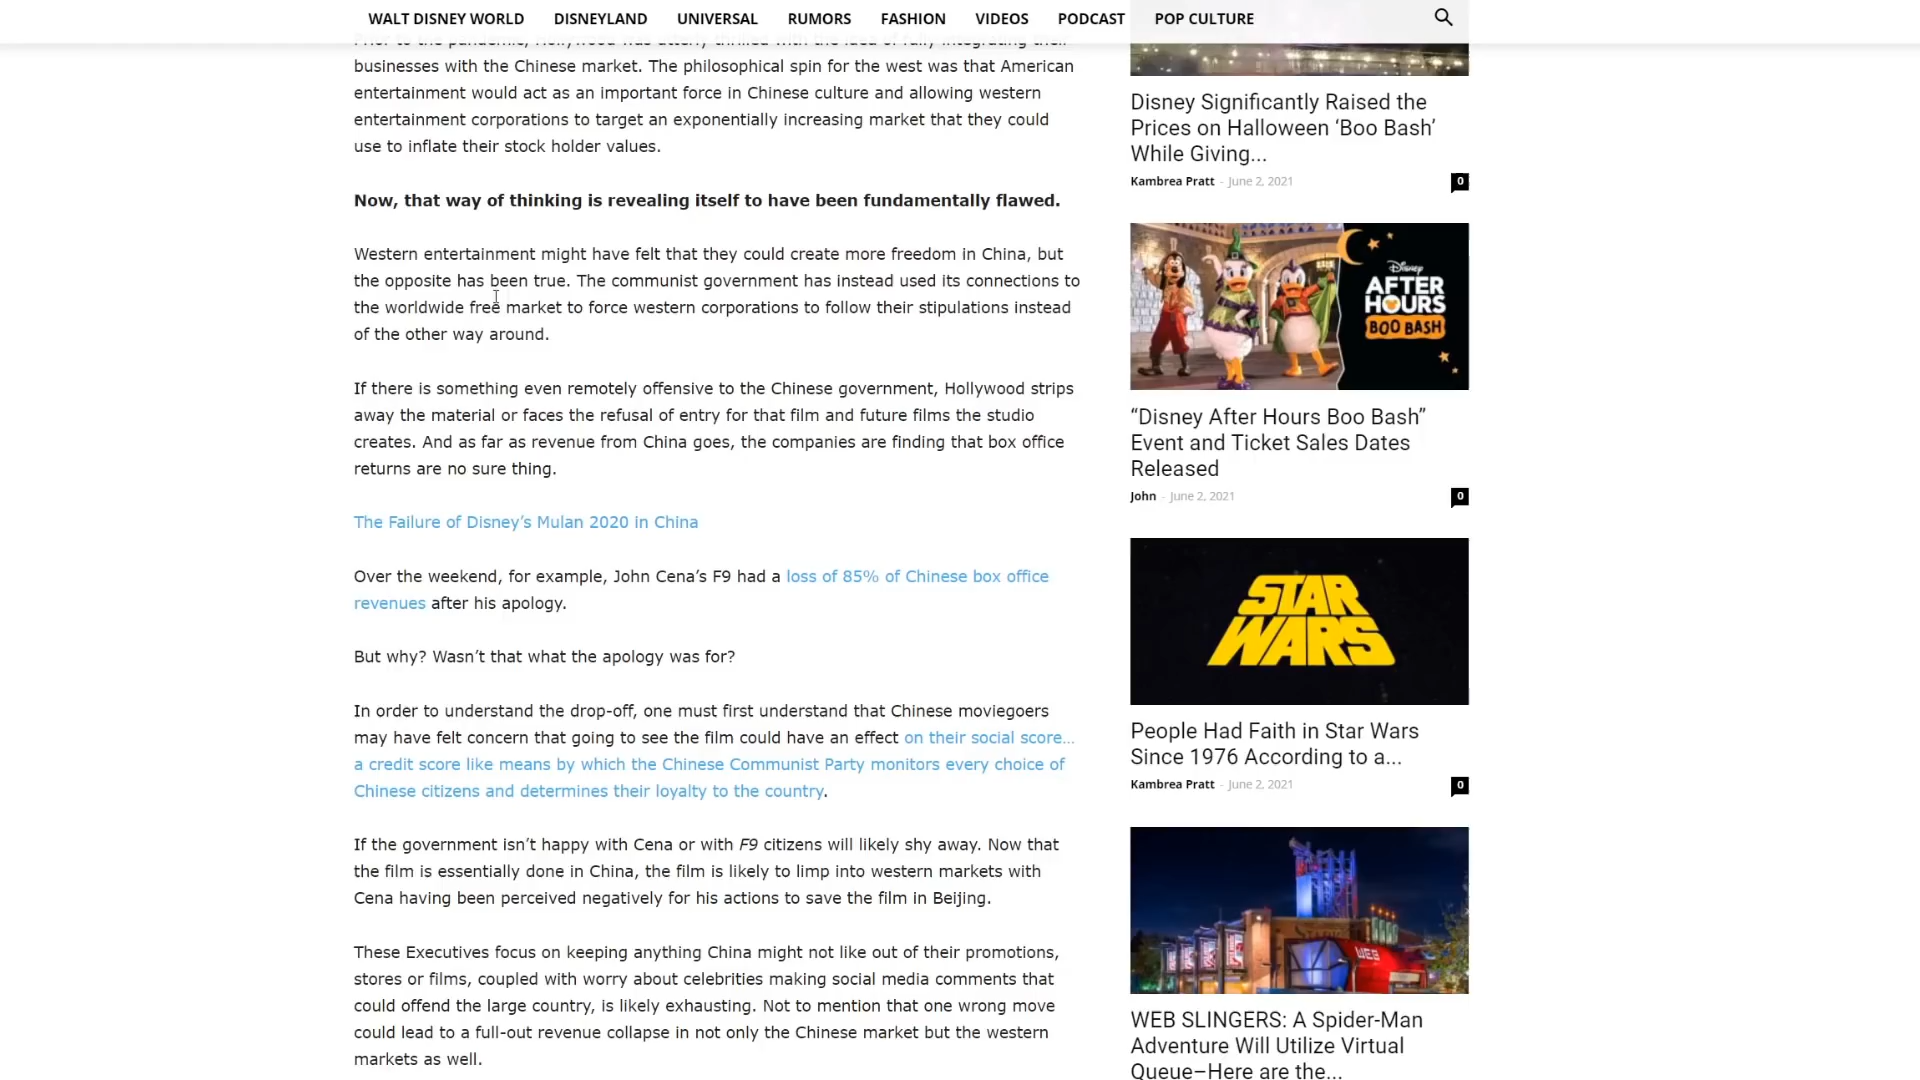 WALT DISNEY WORLD DISNEYLAND UNIVERSAL RUMORS FASHION VIDEOS PODCAST POP CULTURE
Prior to the pandemic, Hollywood was utterly thrilled with the idea of fully integrating their
businesses with the Chinese market. The philosophical spin for the west was that American
entertainment would act as an important force in Chinese culture and allowing western
entertainment corporations to target an exponentially increasing market that they could
use to inflate their stock holder values.
Now, that way of thinking is revealing itself to have been fundamentally flawed.
Western entertainment might have felt that they could create more freedom in China, but
the opposite has been true. The communist government has instead used its connections to
the worldwide free market to force western corporations to follow their stipulations instead
of the other way around.
If there is something even remotely offensive to the Chinese government, Hollywood strips
away the material or faces the refusal of entry for that film and future films the studio
creates. And as far as revenue from China goes, the companies are finding that box office
returns are no sure thing.
The Failure of Disney’s Mulan 2020 in China
Over the weekend, for example, John Cena’s F9 had a loss of 85% of Chinese box office
revenues after his apology.
But why? Wasn’t that what the apology was for?
In order to understand the drop-off, one must first understand that Chinese moviegoers
may have felt concern that going to see the film could have an effect on their social score…
a credit score like means by which the Chinese Communist Party monitors every choice of
Chinese citizens and determines their loyalty to the country.
If the government isn’t happy with Cena or with F9 citizens will likely shy away. Now that
the film is essentially done in China, the film is likely to limp into western markets with
Cena having been perceived negatively for his actions to save the film in Beijing.
These Executives focus on keeping anything China might not like out of their promotions,
stores or films, coupled with worry about celebrities making social media comments that
could offend the large country, is likely exhausting. Not to mention that one wrong move
could lead to a full-out revenue collapse in not only the Chinese market but the western
markets as well.
Disney Significantly Raised the
Prices on Halloween ‘Boo Bash’
While Giving...
Kambrea Pratt - June 2, 2021 0
Disney
AFTER
HOURS
BOO BASH
“Disney After Hours Boo Bash”
Event and Ticket Sales Dates
Released
John - June 2, 2021 0
STAR
WARS
People Had Faith in Star Wars
Since 1976 According to a...
Kambrea Pratt - June 2, 2021 0
WEB
WEB SLINGERS: A Spider-Man
Adventure Will Utilize Virtual
Queue–Here are the...